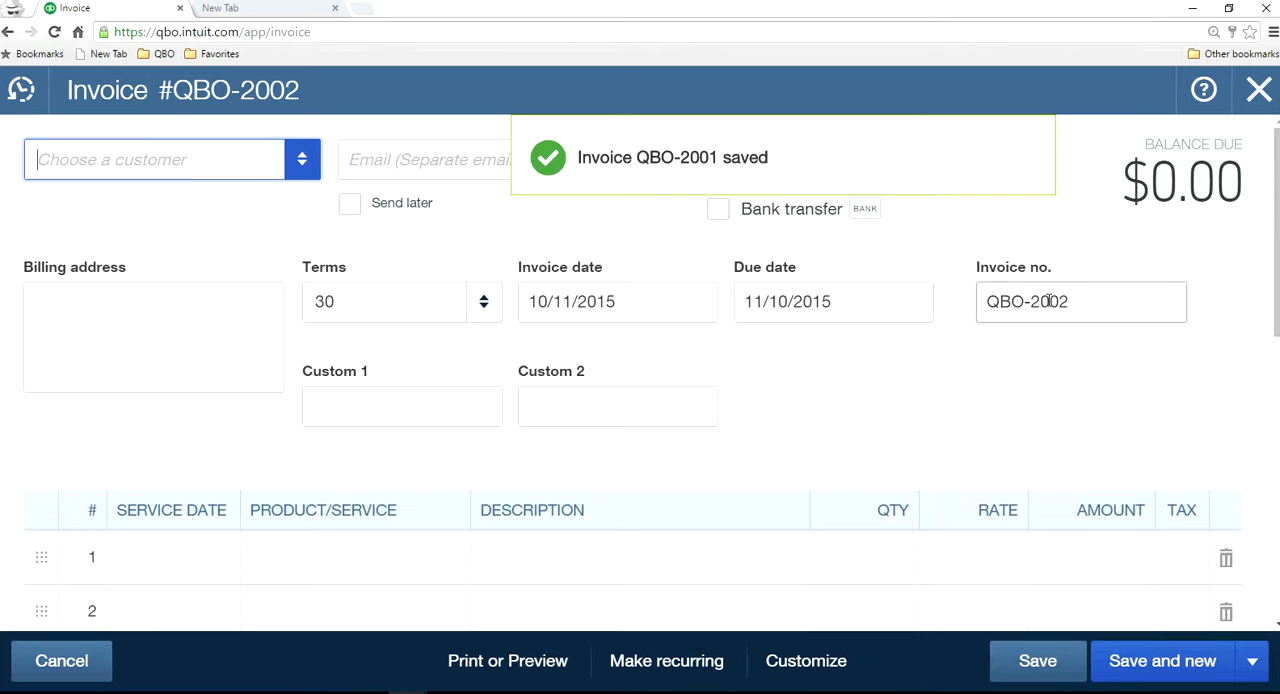 Invoice
New Tab
https://qbo.intuit.com/app/invoice
Bookmarks
New Tab
QBO
Favorites
Other bookmarks
Invoice #QBO-2002
?
Choose a customer
Email (Separate email
Invoice QBO-2001 saved
BALANCE DUE
$0.00
Send later
Bank transfer
BANK
Billing address
Terms
Invoice date
Due date
Invoice no.
30
10/11/2015
11/10/2015
QBO-2002
Custom 1
Custom 2
# SERVICE DATE PRODUCT/SERVICE DESCRIPTION QTY RATE AMOUNT TAX
1
2
Cancel
Print or Preview
Make recurring
Customize
Save
Save and new